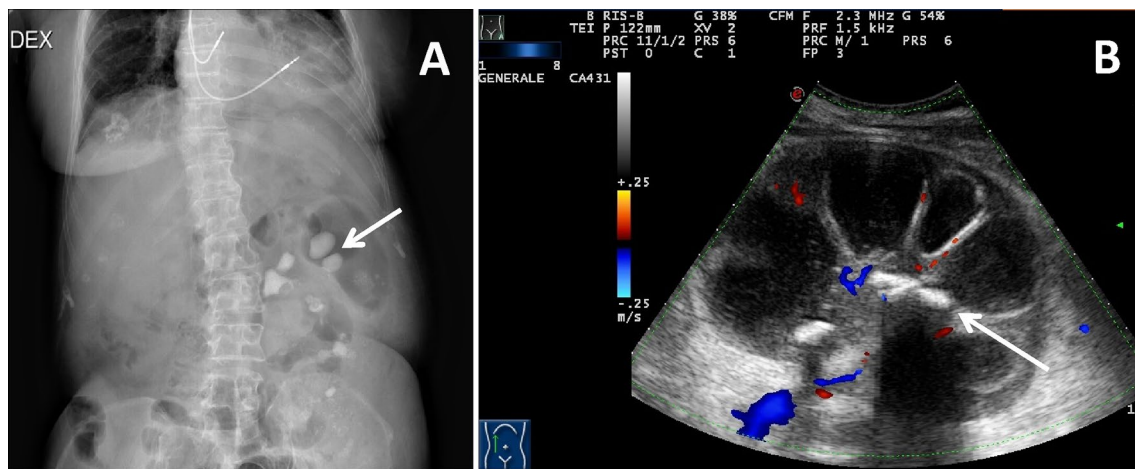 DEX
A
B RIS-B G 38% CFM F 2.3 MHz G 54%
TEI P 122mm XV 2 PRF 1.5 kHz
PRC 11/1/2 PRS 6 PRC M/ 1 PRS 6
PST 0 C 1 FP 3
1 8
GENERALE CA431
B
+.25
-.25
m/s
1